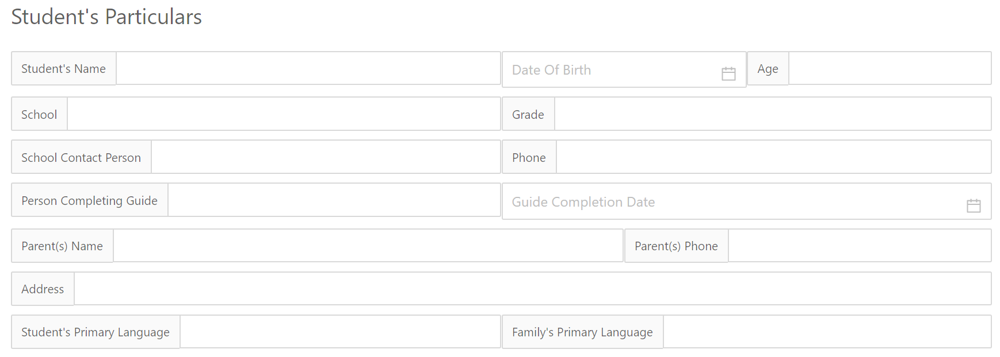 Student's Particulars
Student's Name Date Of Birth Age
School Grade
School Contact Person Phone
Person Completing Guide Guide Completion Date
Parent(s) Name Parent(s) Phone
Address
Student's Primary Language Family's Primary Language